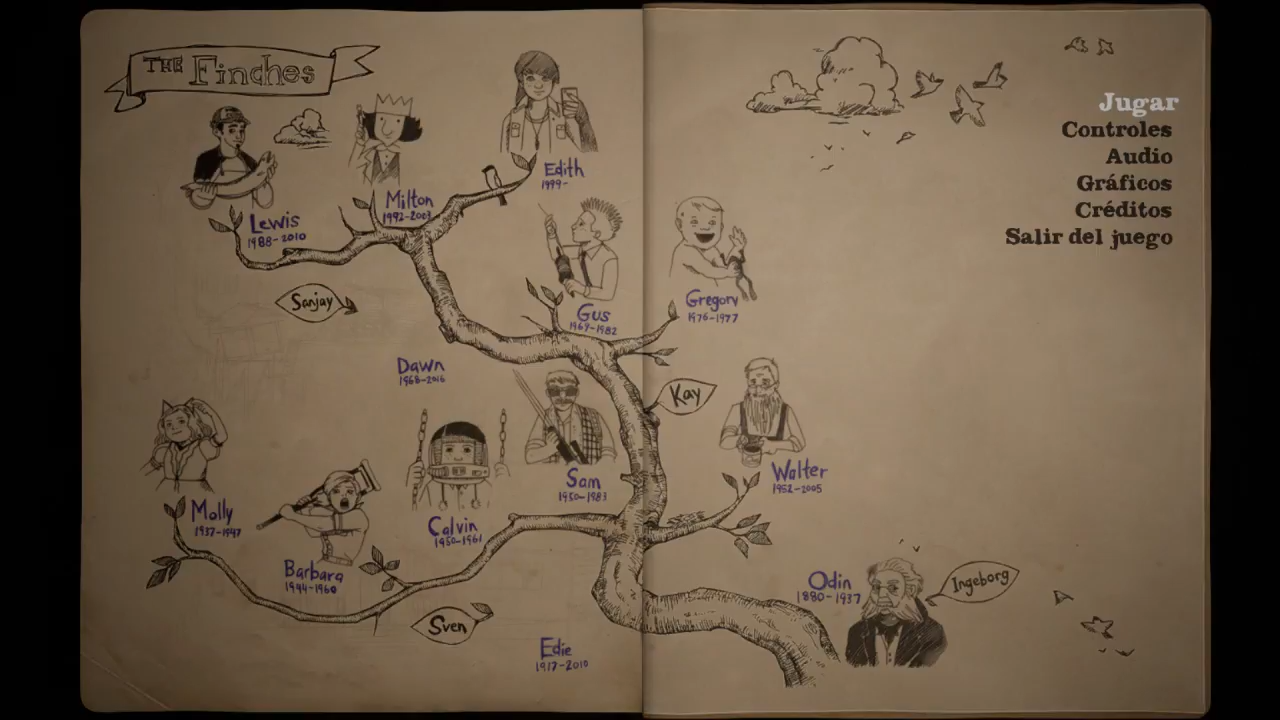 THE Finches
Edith
1999-
Milton
1992-2003
Lewis
1988-2010
Sanjay
Gus
1969-1982
Gregory
1976-1977
Dawn
1968-2016
Kay
Sam
1950-1983
Walter
1952-2005
Molly
1937-1947
Calvin
1950-1961
Barbara
1944-1960
Sven
Edie
1917-2010
Odin
1880-1937
Ingeborg
Jugar
Controles
Audio
Gráficos
Créditos
Salir del juego